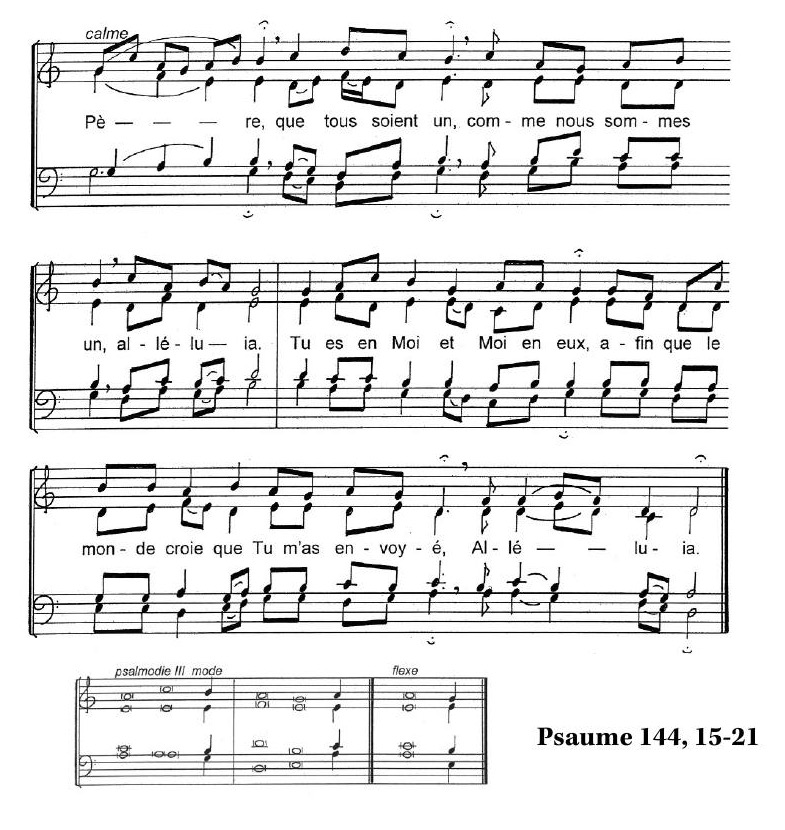 calme
Pè — — — re, que tous soient un, com - me nous som - mes
un, al - lé - lu — ia. Tu es en Moi et Moi en eux, a - fin que le
mon - de croie que Tu m'as en - voy - é, Al - lé — — lu - ia.
psalmodie III mode
flexe
Psaume 144, 15-21